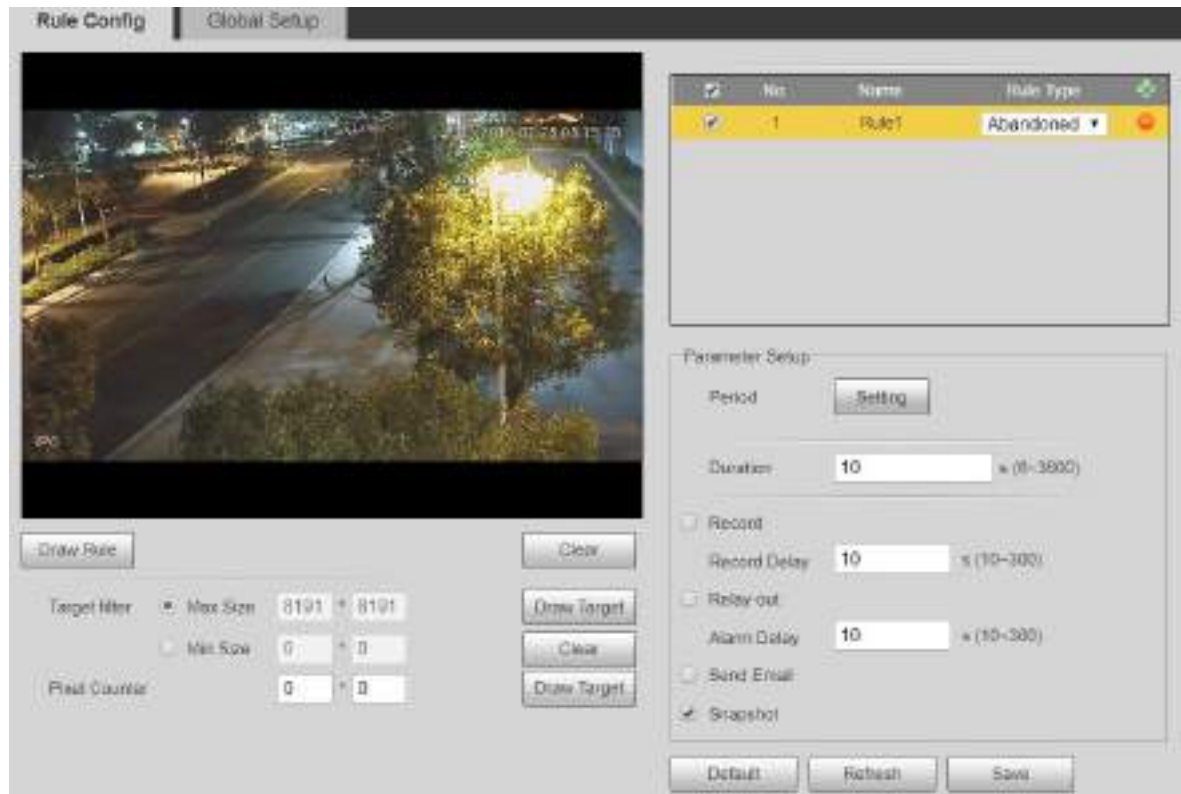 Rule Config Global Setup
No. Name Rule Type
1 Rule1 Abandoned
IPC
Draw Rule Clear
Target filter Max Size 8191 * 8191 Draw Target
Min Size 0 * 0 Clear
Pixel Counter 0 * 0 Draw Target
Parameter Setup
Period Setting
Duration 10 s (6~3600)
Record
Record Delay 10 s (10~300)
Relay-out
Alarm Delay 10 s (10~300)
Send Email
Snapshot
Default Refresh Save